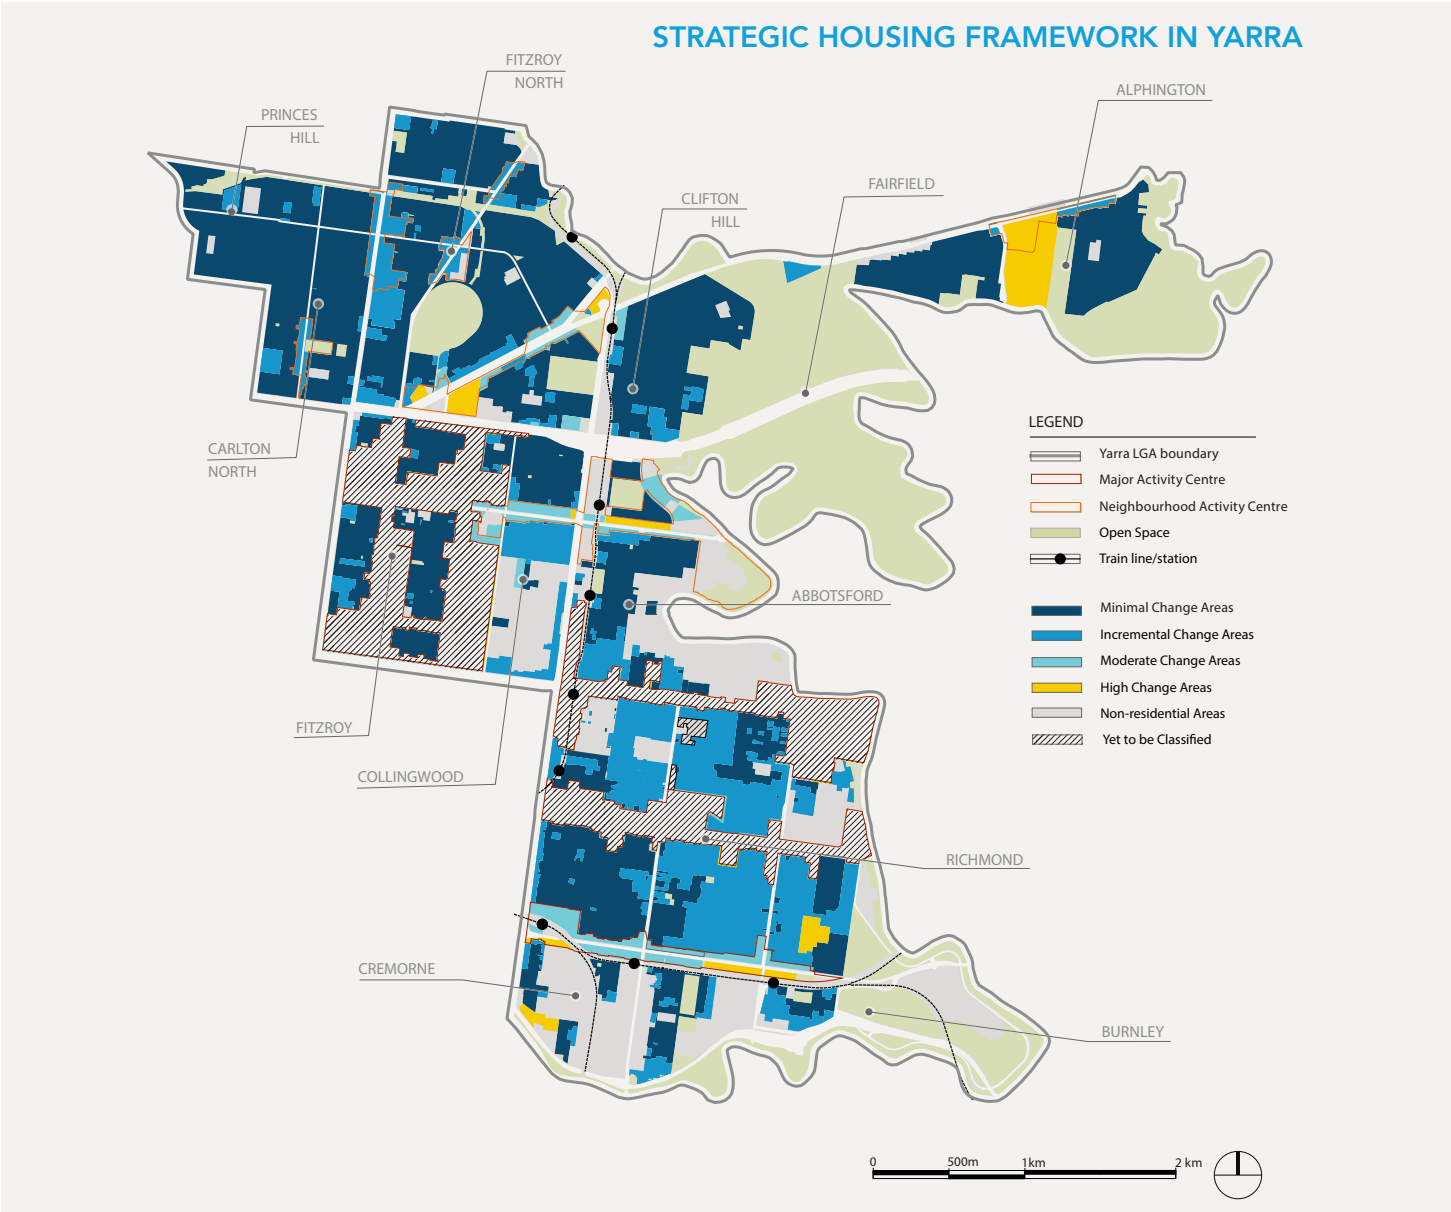 STRATEGIC HOUSING FRAMEWORK IN YARRA
FITZROY
NORTH
ALPHINGTON
PRINCES
HILL
FAIRFIELD
CLIFTON
HILL
CARLTON
NORTH
LEGEND
Yarra LGA boundary
Major Activity Centre
Neighbourhood Activity Centre
Open Space
Train line/station
Minimal Change Areas
Incremental Change Areas
Moderate Change Areas
High Change Areas
Non-residential Areas
Yet to be Classified
ABBOTSFORD
FITZROY
COLLINGWOOD
RICHMOND
CREMORNE
BURNLEY
0 500m 1km 2 km